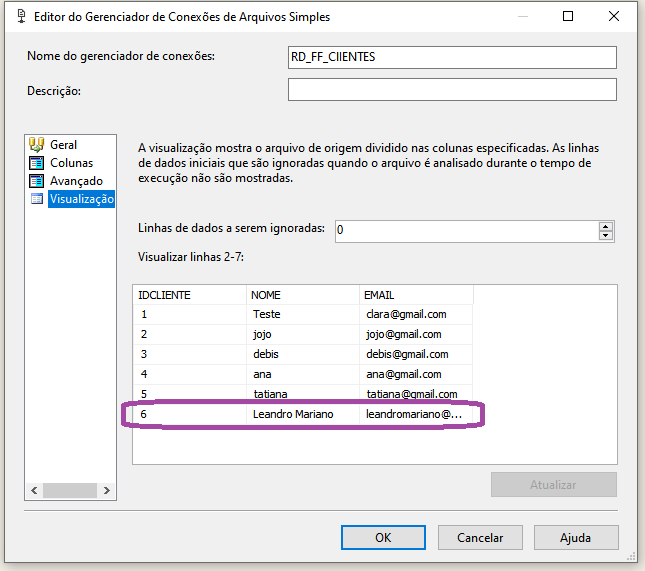 Editor do Gerenciador de Conexões de Arquivos Simples
Nome do gerenciador de conexões: RD_FF_ClIENTES
Descrição:
Geral
Colunas
Avançado
Visualização
A visualização mostra o arquivo de origem dividido nas colunas especificadas. As linhas
de dados iniciais que são ignoradas quando o arquivo é analisado durante o tempo de
execução não são mostradas.
Linhas de dados a serem ignoradas: 0
Visualizar linhas 2-7:
IDCLIENTE NOME EMAIL
1 Teste clara@gmail.com
2 jojo jojo@gmail.com
3 debis debis@gmail.com
4 ana ana@gmail.com
5 tatiana tatiana@gmail.com
6 Leandro Mariano leandromariano@...
Atualizar
OK Cancelar Ajuda